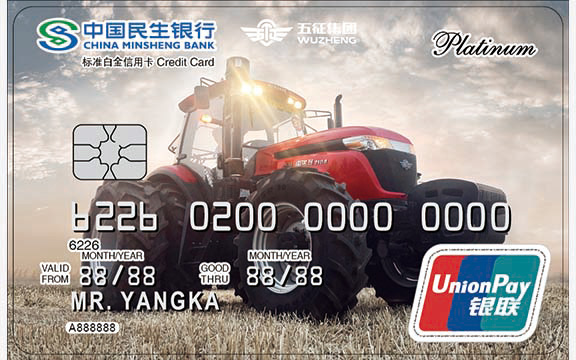 中国民生银行
CHINA MINSHENG BANK
标准白金信用卡 Credit Card
五征集团
WUZHENG
Platinum
6226 0200 0000 0000
6226
MONTH/YEAR MONTH/YEAR
VALID FROM 88/88 GOOD THRU 88/88
MR. YANGKA
A888888
UnionPay
银联